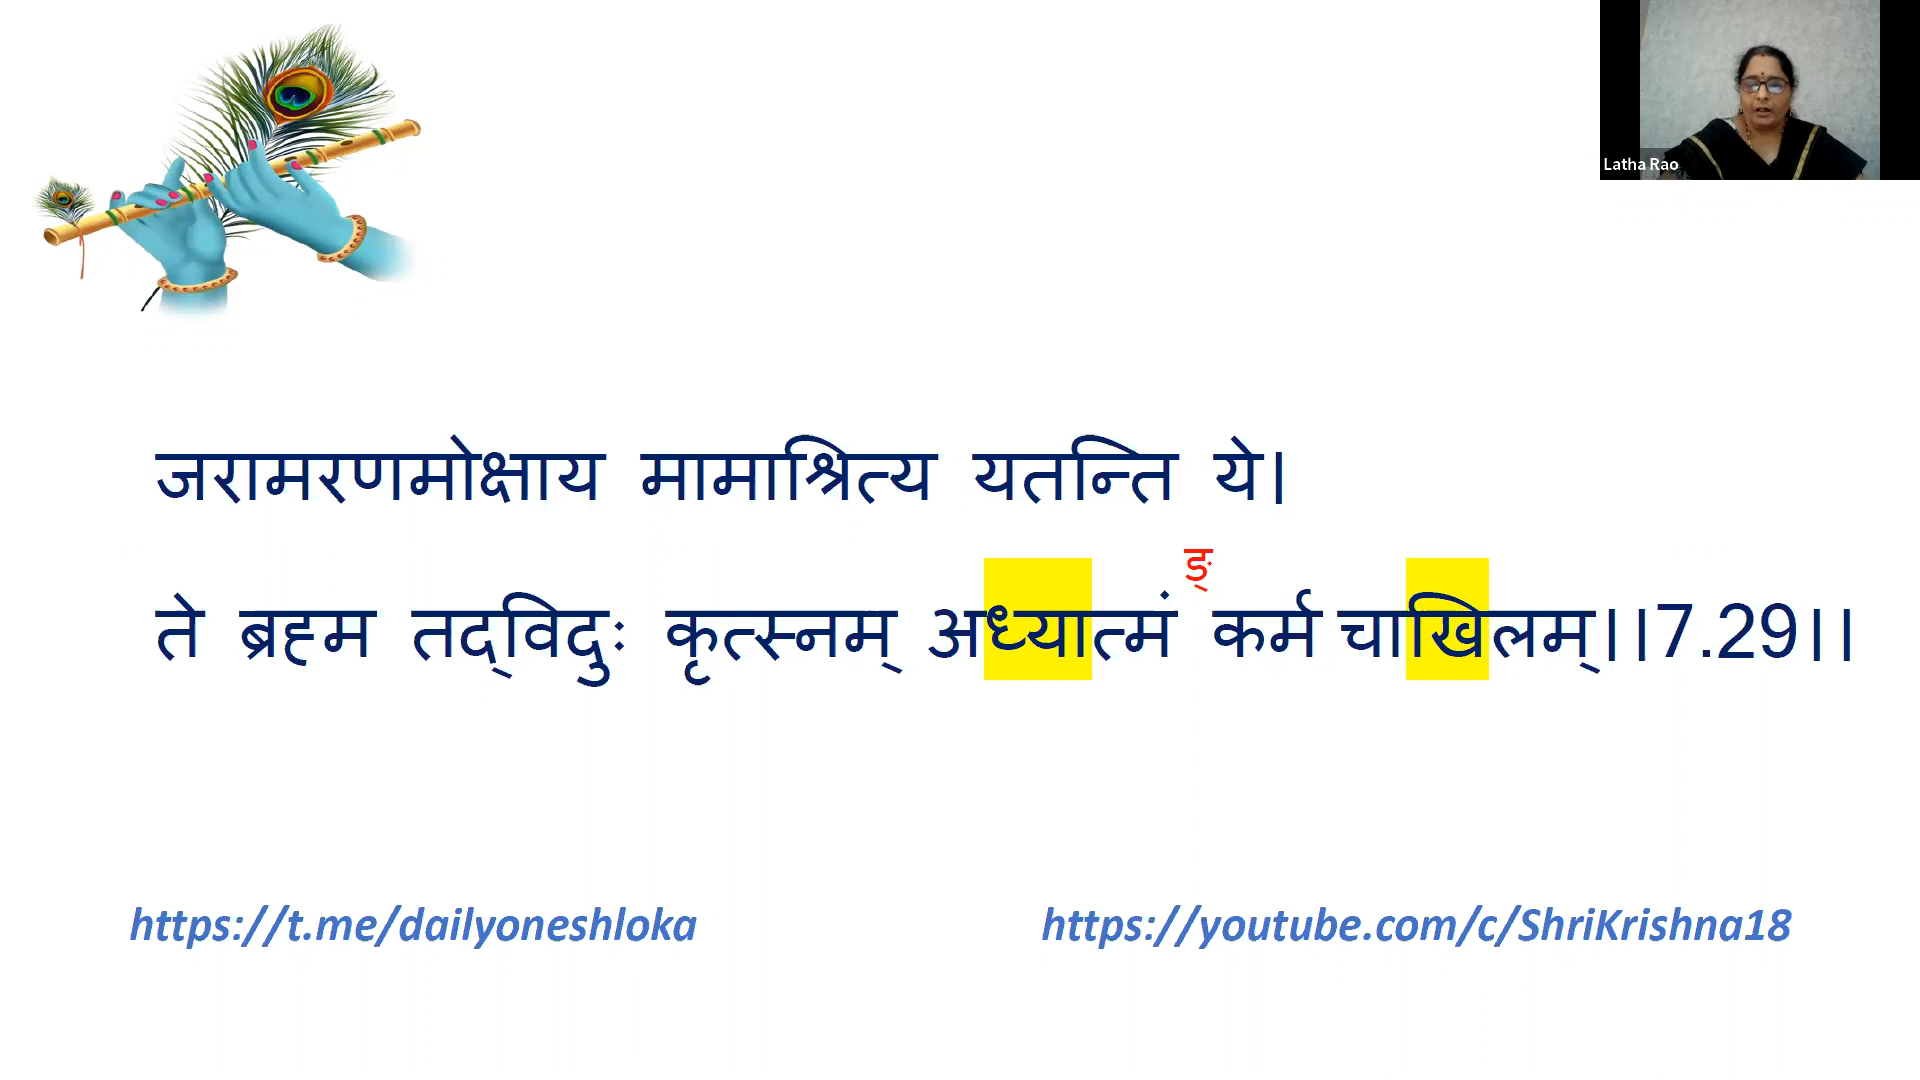 Latha Rao
जरामरणमोक्षाय मामाश्रित्य यतन्ति ये।
ङ्
ते ब्रह्म तद्विदुः कृत्स्नम् अध्यात्मं कर्म चाखिलम्।।7.29।।
https://t.me/dailyoneshloka
https://youtube.com/c/ShriKrishna18